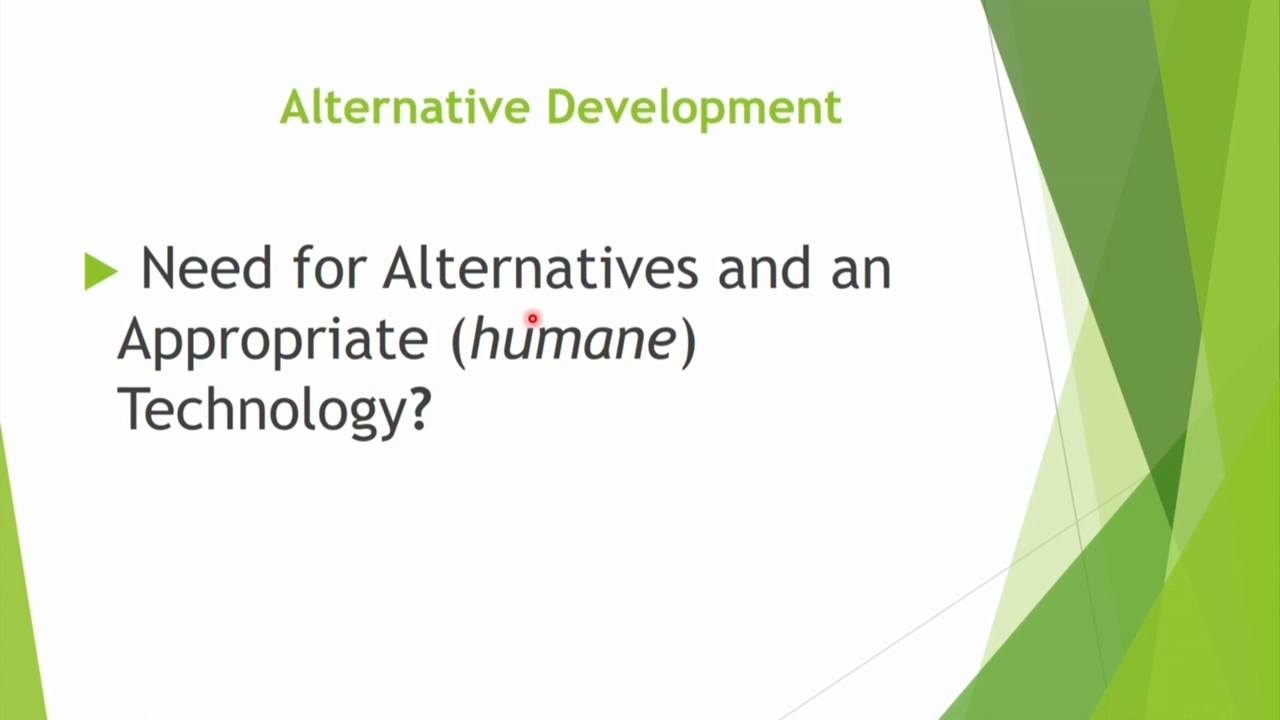 Alternative Development
Need for Alternatives and an
Appropriate (humane)
Technology?